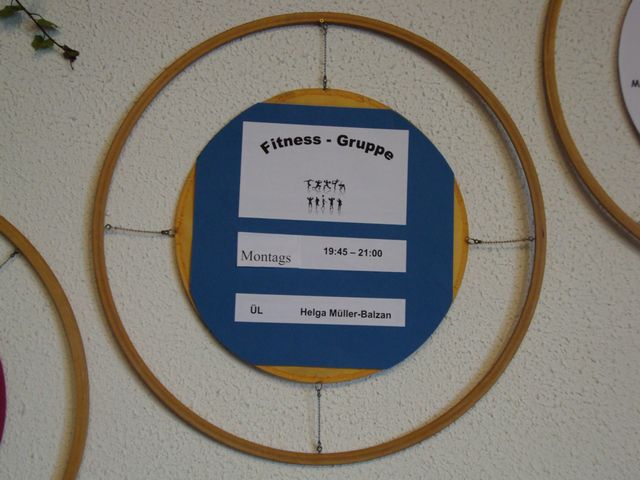 Fitness - Gruppe
Montags 19:45 – 21:00
ÜL Helga Müller-Balzan
M